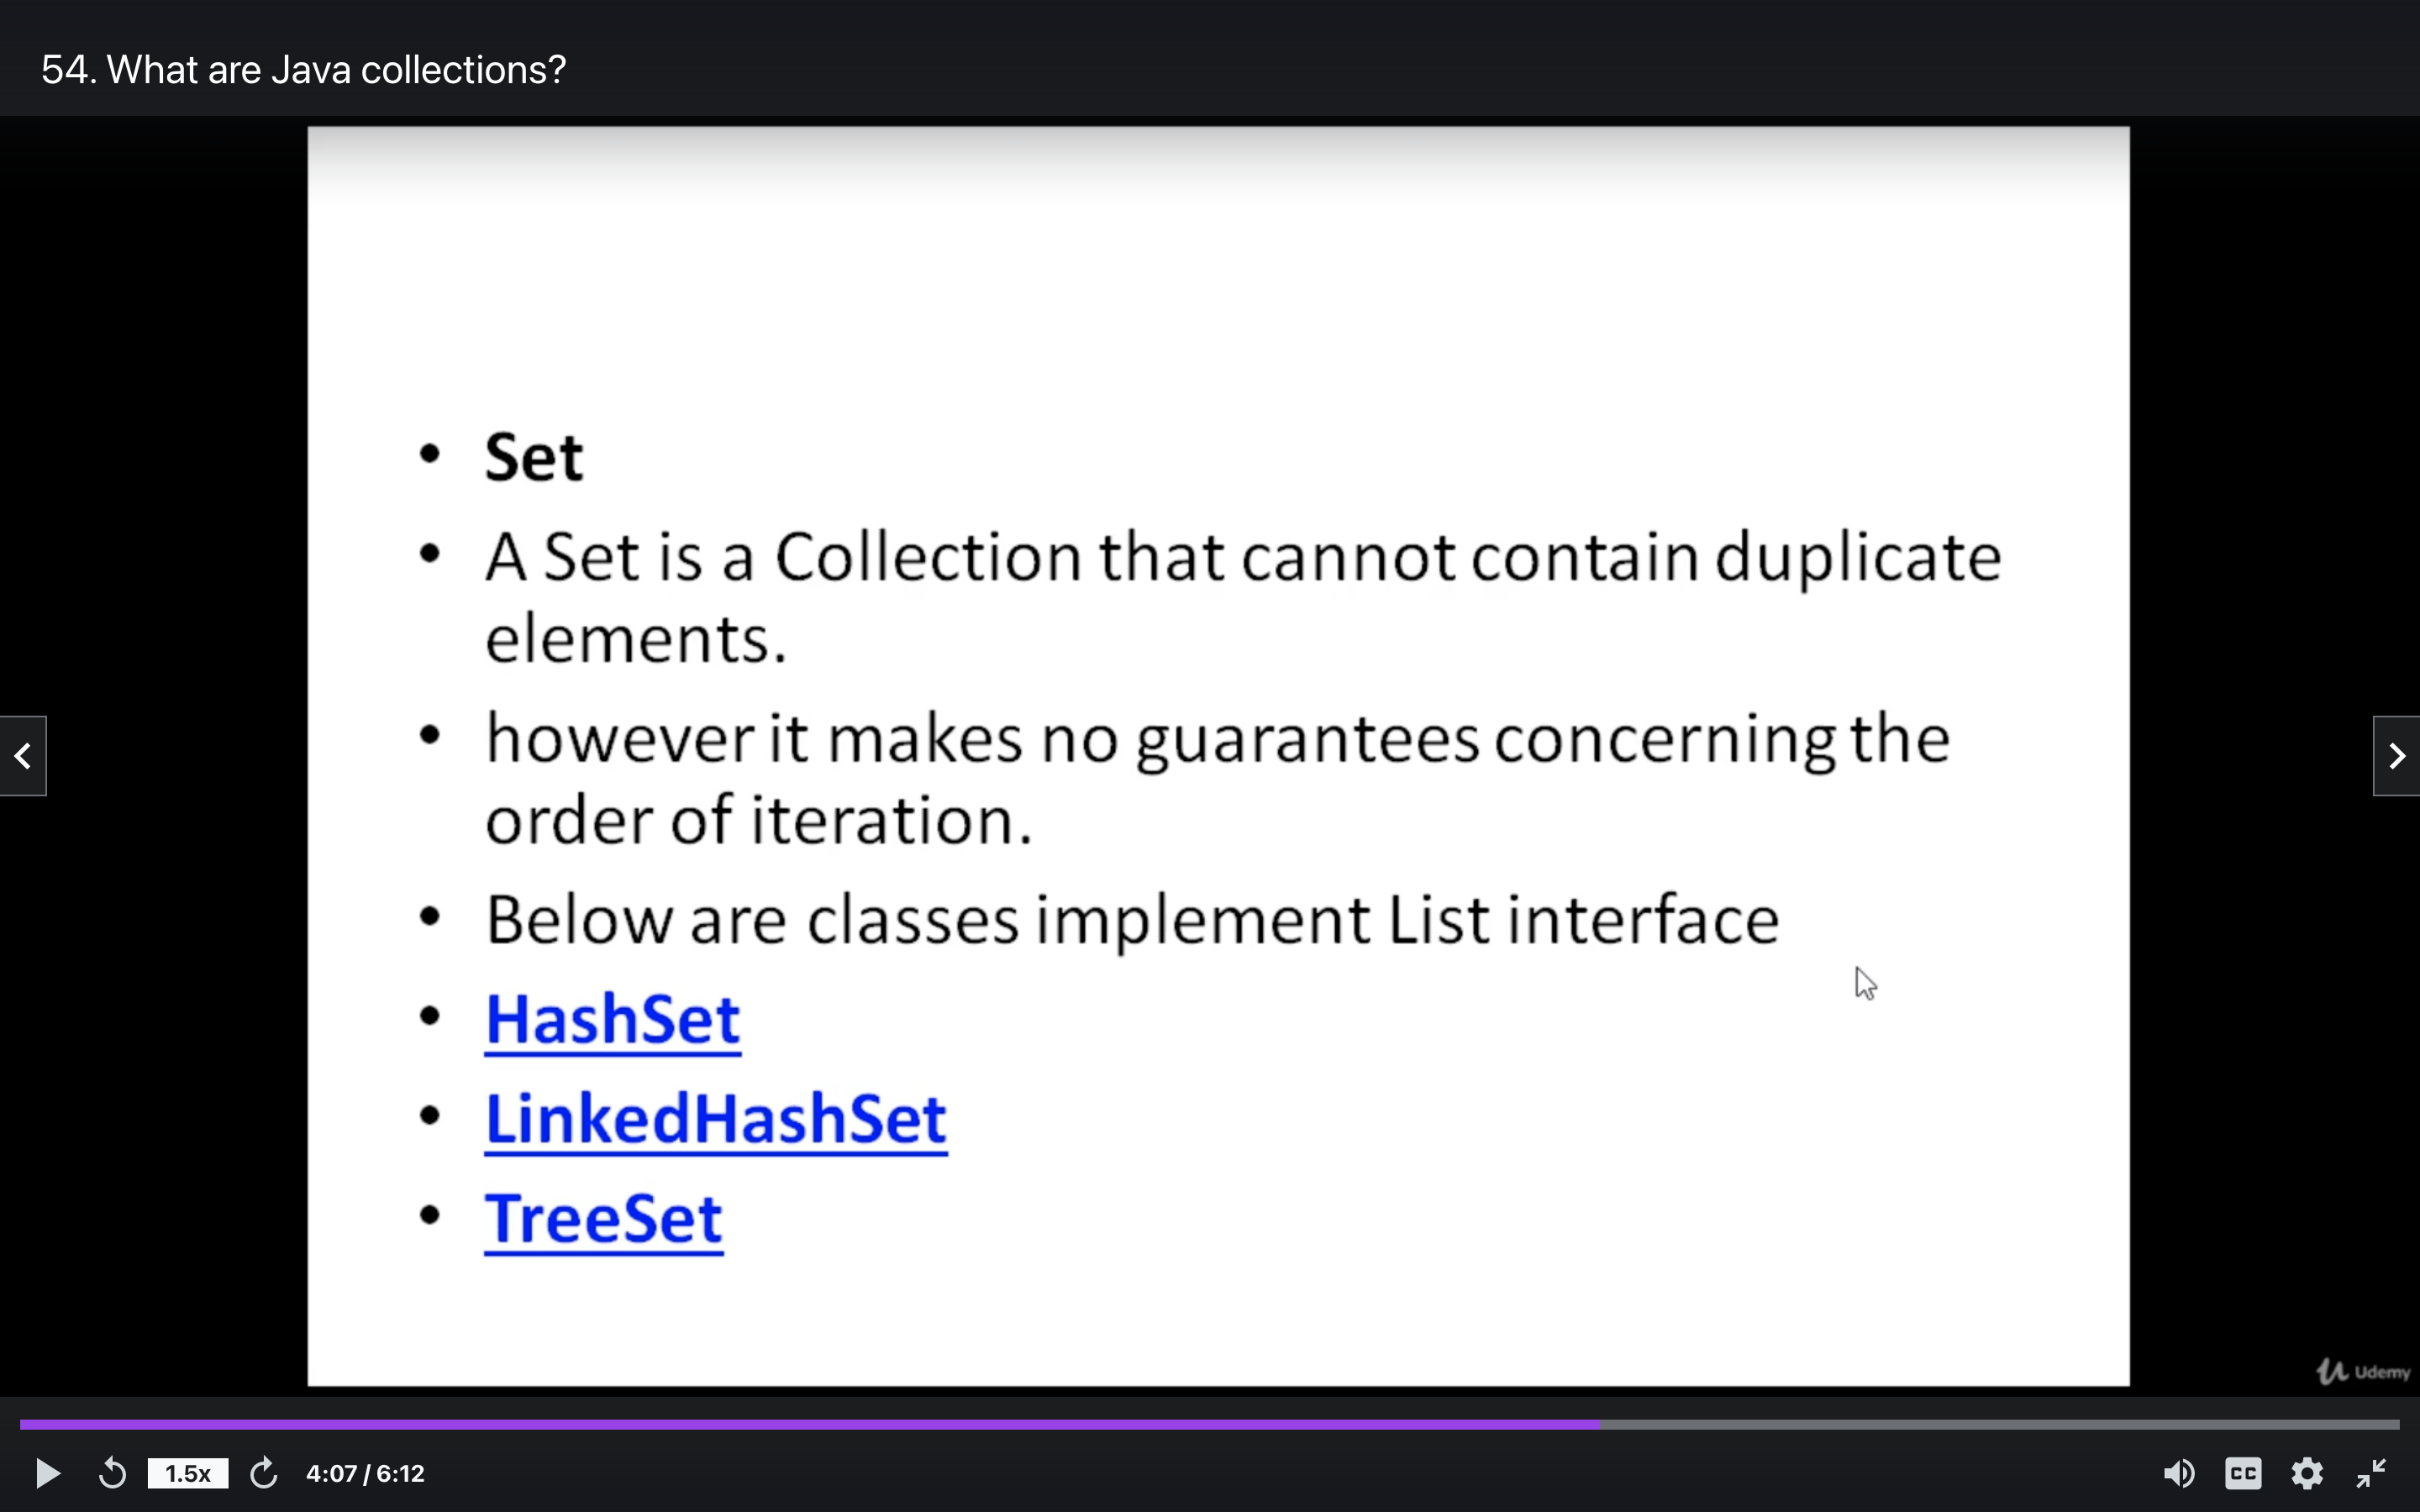 54. What are Java collections?
Set
A Set is a Collection that cannot contain duplicate
elements.
however it makes no guarantees concerning the
order of iteration.
Below are classes implement List interface
HashSet
LinkedHashSet
TreeSet
Udemy
1.5x
4:07 / 6:12
CC